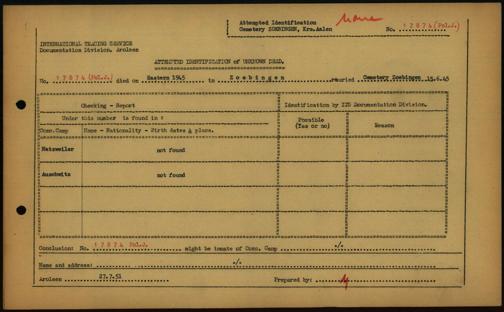 Attempted Identification
Cemetery ZOEBINGEN, Krs.Aalen No. 17874(Pol.J.)
INTERNATIONAL TRACING SERVICE
Documentation Division, Arolsen
ATTEMPTED IDENTIFICATION of UNKNOWN DEAD.
No. 17874(Pol.J.) died on Eastern 1945 in Zoebingen reburied Cemetery Zoebingen 15.6.45
Checking - Report
Identification by ITS Documentation Division.
Under this number is found in :
Possible
(Yes or no)
Reason
Conc.Camp
Name - Nationality - Birth dates & place.
Natzweiler not found
Auschwitz not found
Conclusion: No. 17874 Pol.J. might be inmate of Conc. Camp ./.
Name and address: ./.
Arolsen 27.7.51 Prepared by: